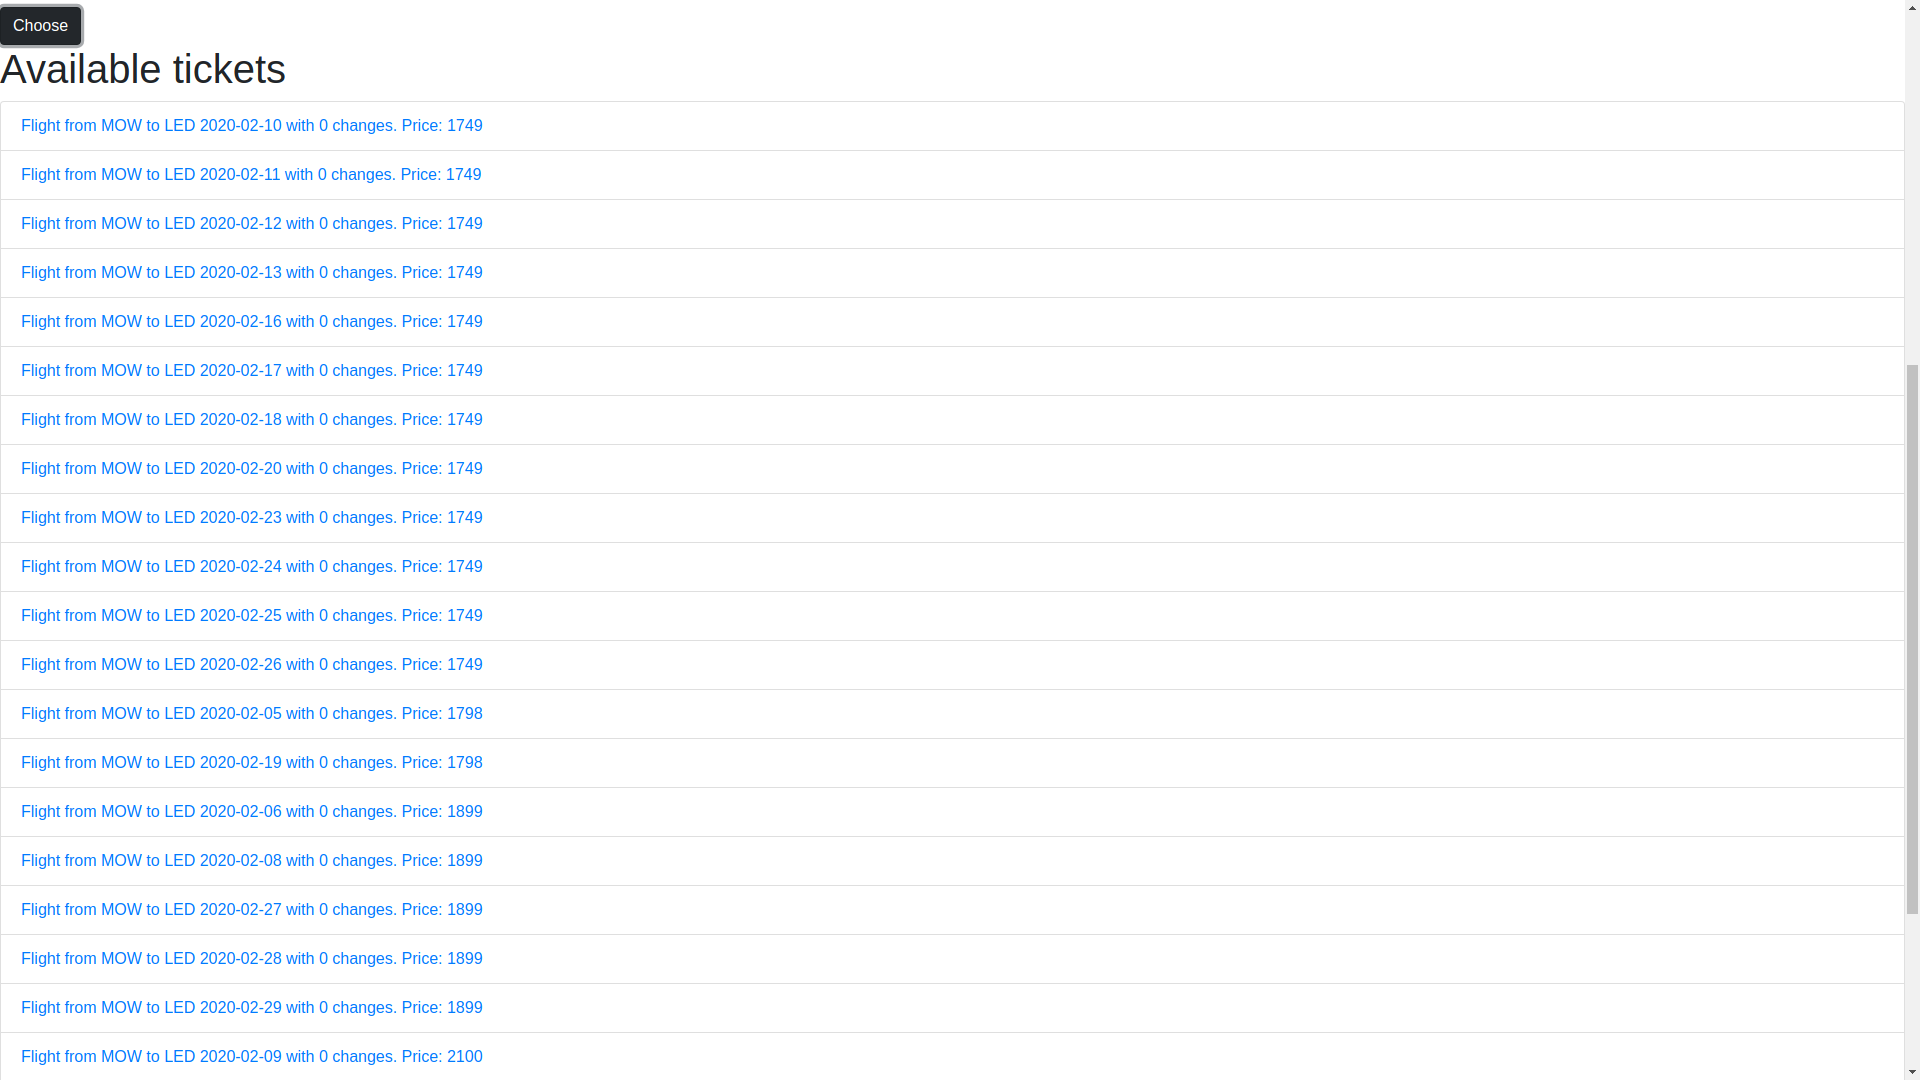 Choose
Available tickets
Flight from MOW to LED 2020-02-10 with 0 changes. Price: 1749
Flight from MOW to LED 2020-02-11 with 0 changes. Price: 1749
Flight from MOW to LED 2020-02-12 with 0 changes. Price: 1749
Flight from MOW to LED 2020-02-13 with 0 changes. Price: 1749
Flight from MOW to LED 2020-02-16 with 0 changes. Price: 1749
Flight from MOW to LED 2020-02-17 with 0 changes. Price: 1749
Flight from MOW to LED 2020-02-18 with 0 changes. Price: 1749
Flight from MOW to LED 2020-02-20 with 0 changes. Price: 1749
Flight from MOW to LED 2020-02-23 with 0 changes. Price: 1749
Flight from MOW to LED 2020-02-24 with 0 changes. Price: 1749
Flight from MOW to LED 2020-02-25 with 0 changes. Price: 1749
Flight from MOW to LED 2020-02-26 with 0 changes. Price: 1749
Flight from MOW to LED 2020-02-05 with 0 changes. Price: 1798
Flight from MOW to LED 2020-02-19 with 0 changes. Price: 1798
Flight from MOW to LED 2020-02-06 with 0 changes. Price: 1899
Flight from MOW to LED 2020-02-08 with 0 changes. Price: 1899
Flight from MOW to LED 2020-02-27 with 0 changes. Price: 1899
Flight from MOW to LED 2020-02-28 with 0 changes. Price: 1899
Flight from MOW to LED 2020-02-29 with 0 changes. Price: 1899
Flight from MOW to LED 2020-02-09 with 0 changes. Price: 2100